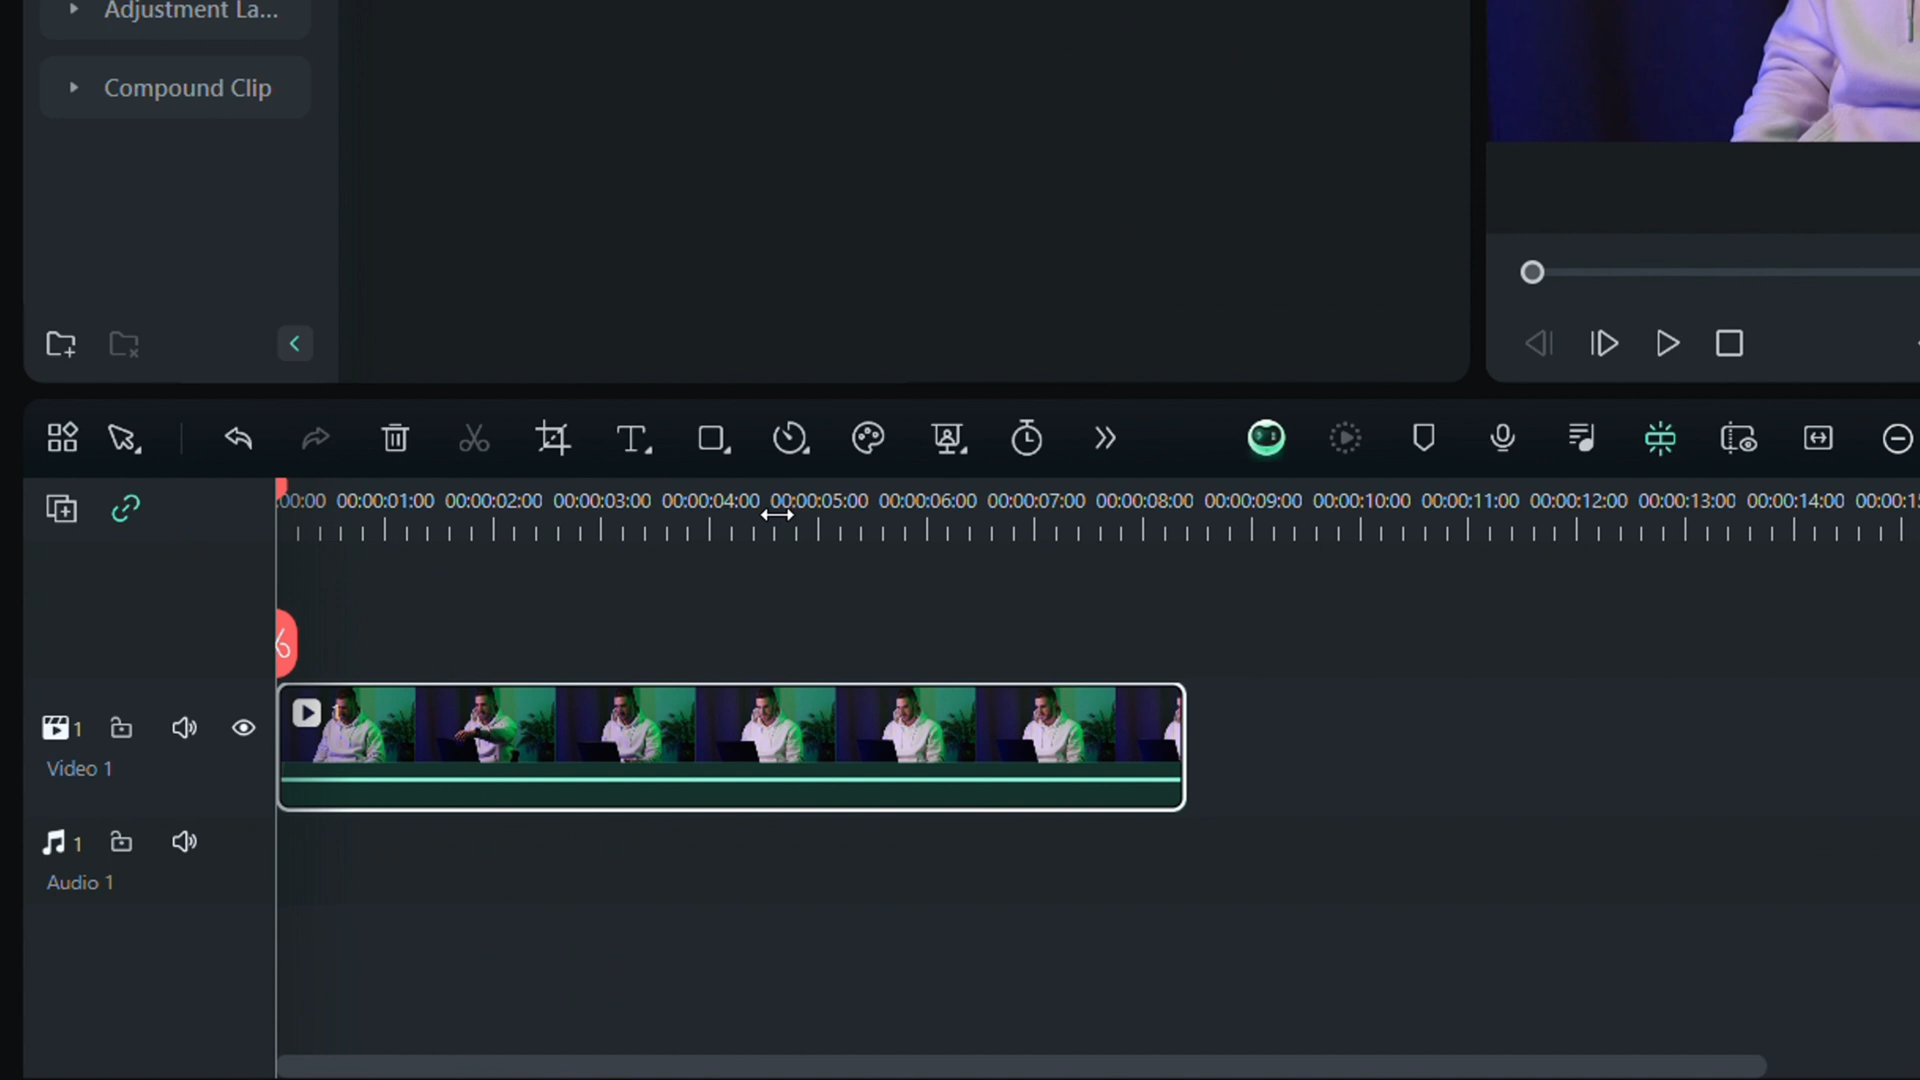 Adjustment La...
Compound Clip
:00:00 00:00:01:00 00:00:02:00 00:00:03:00 00:00:04:00 00:00:05:00 00:00:06:00 00:00:07:00 00:00:08:00 00:00:09:00 00:00:10:00 00:00:11:00 00:00:12:00 00:00:13:00 00:00:14:00 00:00:15
1
Video 1
1
Audio 1